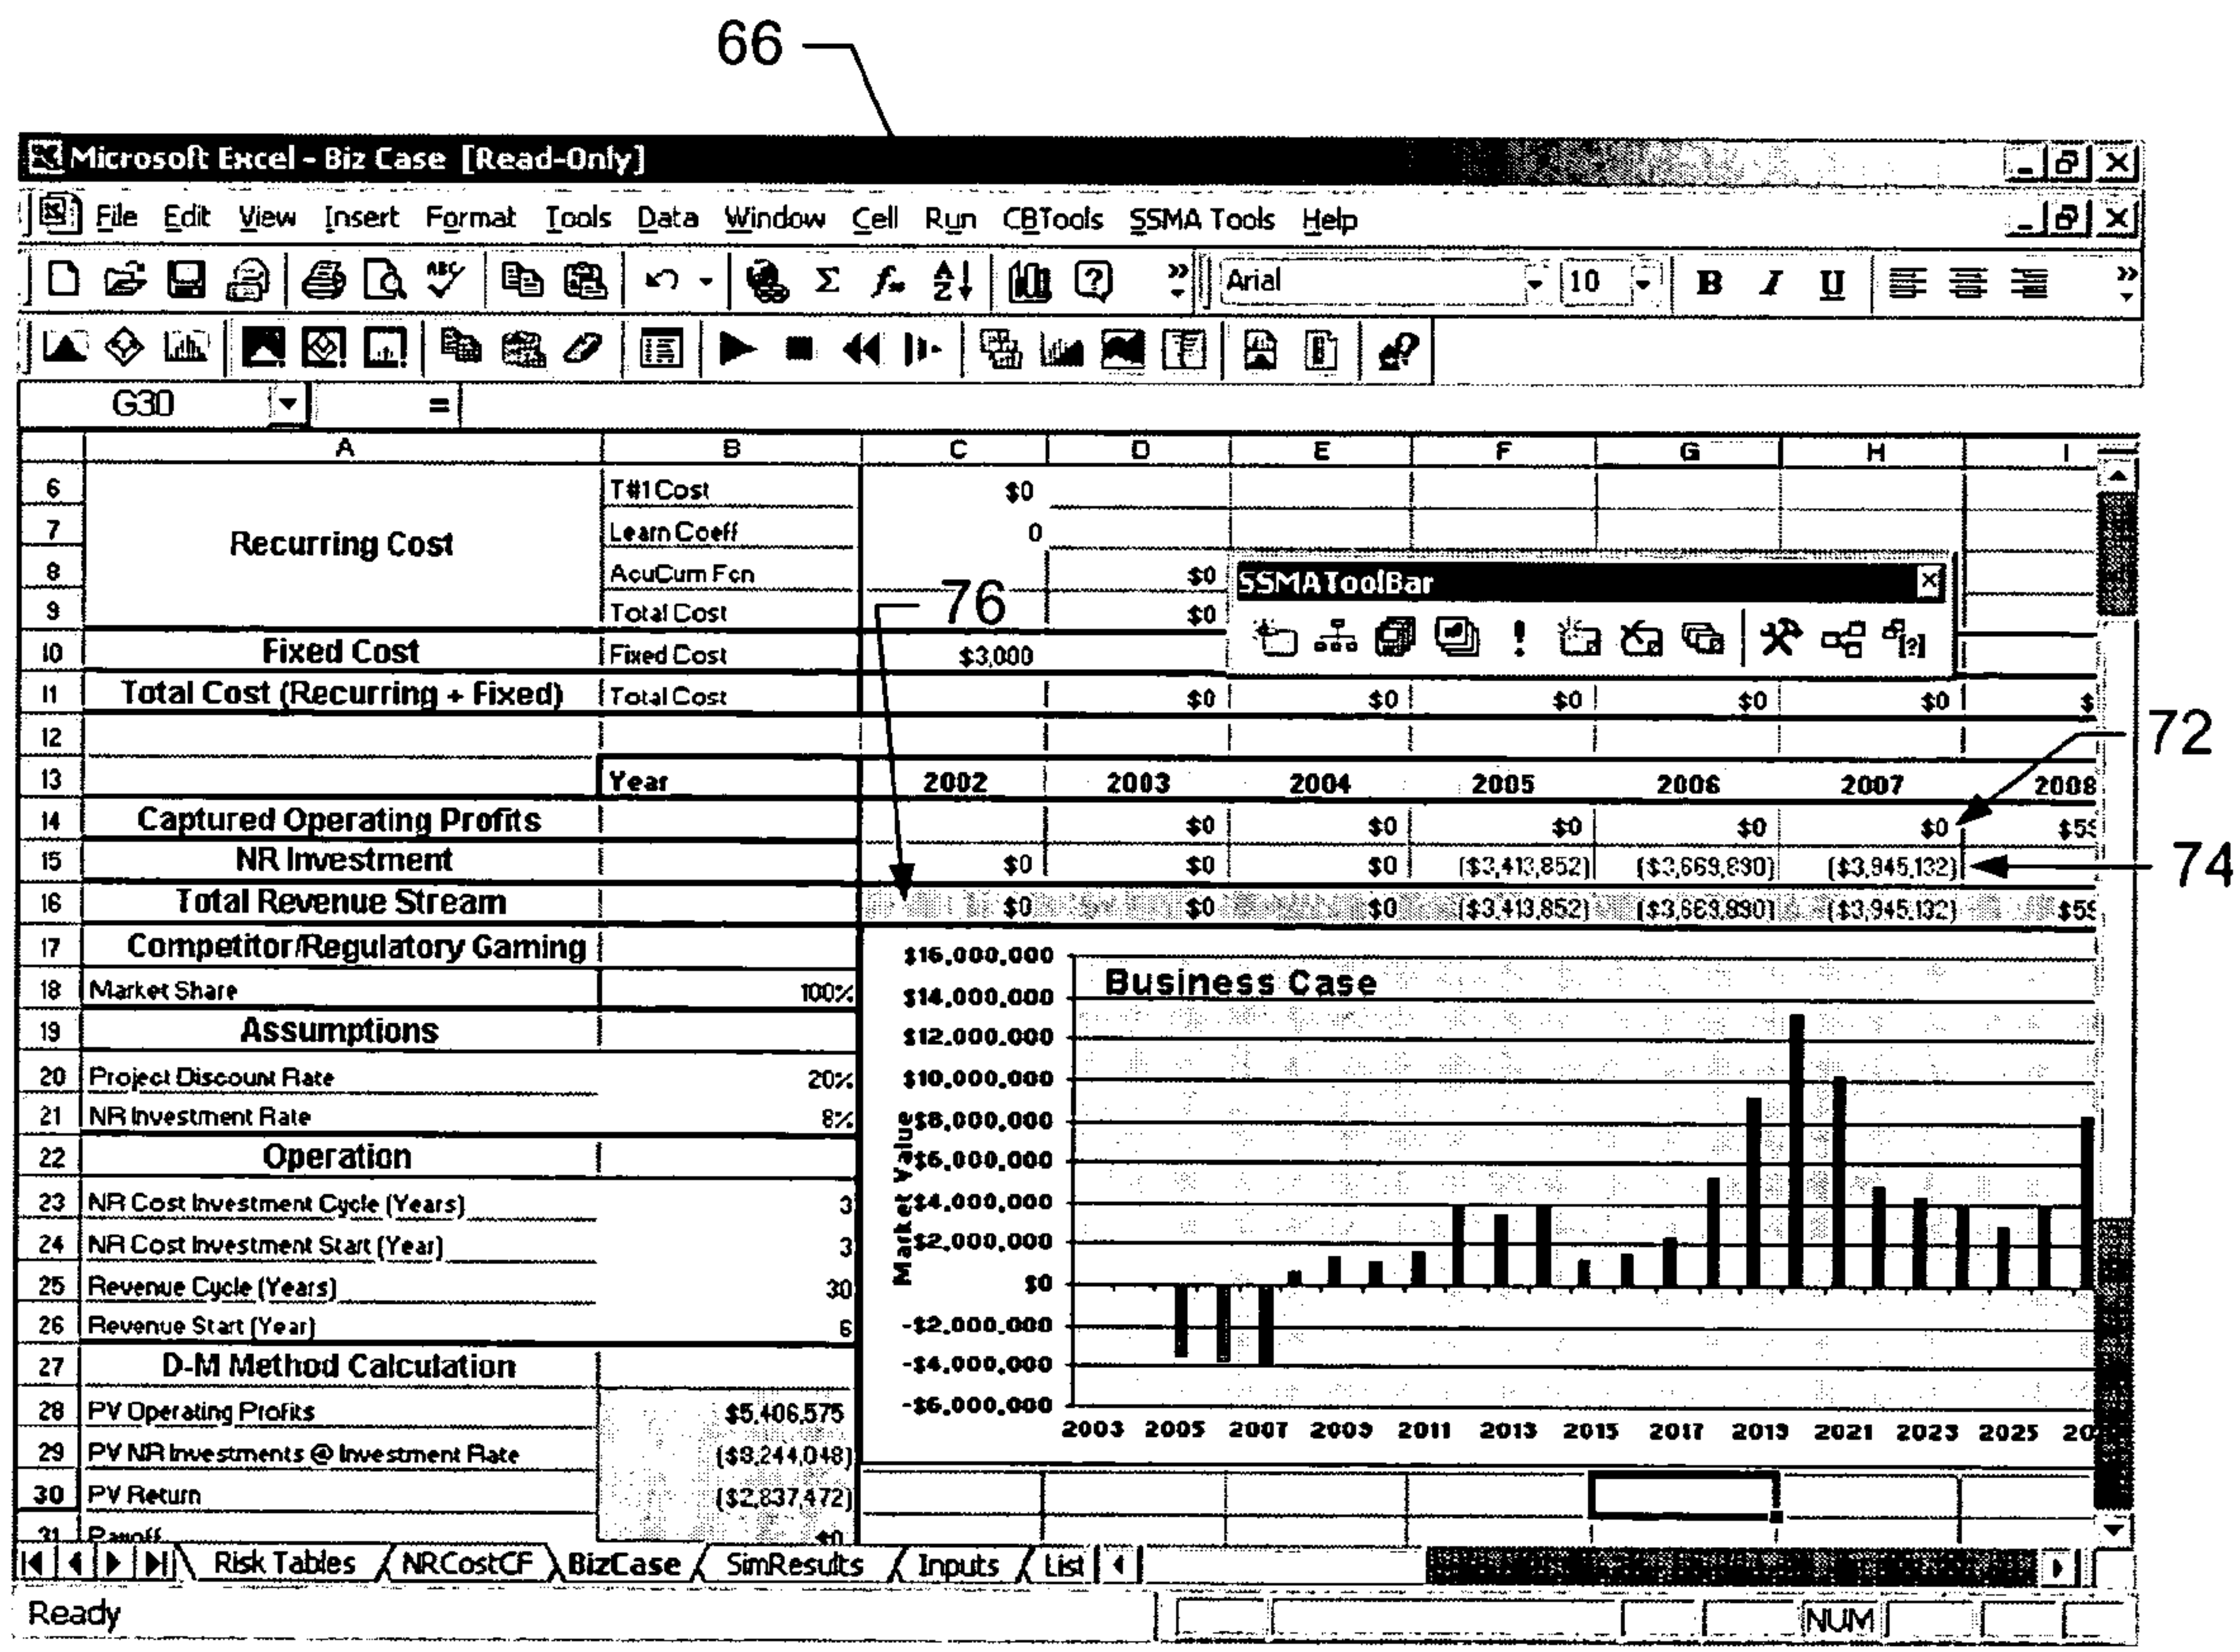 66
Microsoft Excel - Biz Case [Read-Only]
File Edit View Insert Format Tools Data Window Cell Run CBTools SSMA Tools Help
Arial 10 B I U
G30 =
A B C D E F G H I
6 Recurring Cost T#1 Cost $0
7 Learn Coeff 0
8 AcuCum Fcn $0
9 Total Cost $0
SSMAToolBar
76
10 Fixed Cost Fixed Cost $3,000
11 Total Cost (Recurring + Fixed) Total Cost $0 $0 $0 $0 $0 $
12
72
13 Year 2002 2003 2004 2005 2006 2007 2008
14 Captured Operating Profits $0 $0 $0 $0 $0
15 NR Investment $0 $0 $0 ($3,413,852) ($3,669,890) ($3,945,132)
74
16 Total Revenue Stream $0 $0 $0 ($3,413,852) ($3,669,890) ($3,945,132)
17 Competitor/Regulatory Gaming
18 Market Share 100%
19 Assumptions
20 Project Discount Rate 20%
21 NR Investment Rate 8%
22 Operation
23 NR Cost Investment Cycle (Years) 3
24 NR Cost Investment Start (Year) 3
25 Revenue Cycle (Years) 30
26 Revenue Start (Year) 6
27 D-M Method Calculation
28 PV Operating Profits $5,406,575
29 PV NR Investments @ Investment Rate ($8,244,048)
30 PV Return ($2,837,472)
31 Payoff $0
Business Case
Market Value
$16,000,000
$14,000,000
$12,000,000
$10,000,000
$8,000,000
$6,000,000
$4,000,000
$2,000,000
$0
-$2,000,000
-$4,000,000
-$6,000,000
2003 2005 2007 2009 2011 2013 2015 2017 2019 2021 2023 2025 20
Risk Tables NRCostCF BizCase SimResults Inputs List
Ready NUM